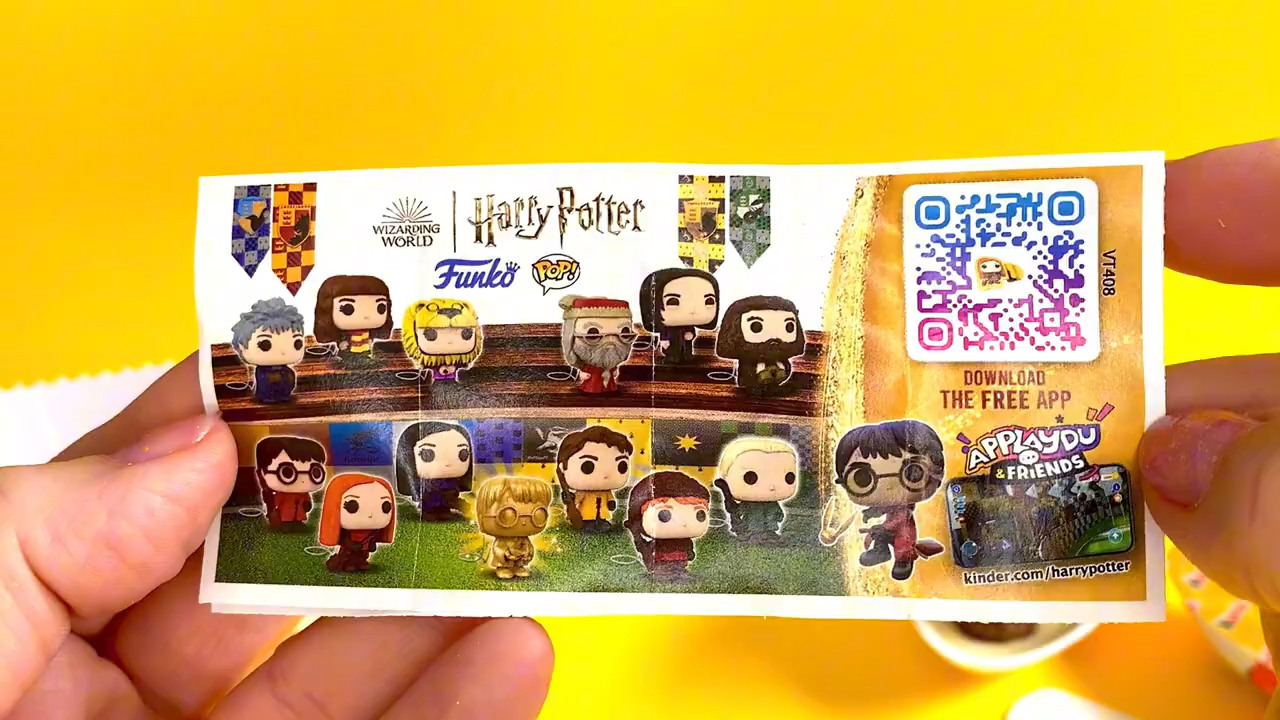 WIZARDING
WORLD
Harry Potter
Funko POP!
VT408
DOWNLOAD
THE FREE APP
APPLAYDU
& FRIENDS
kinder.com/harrypotter